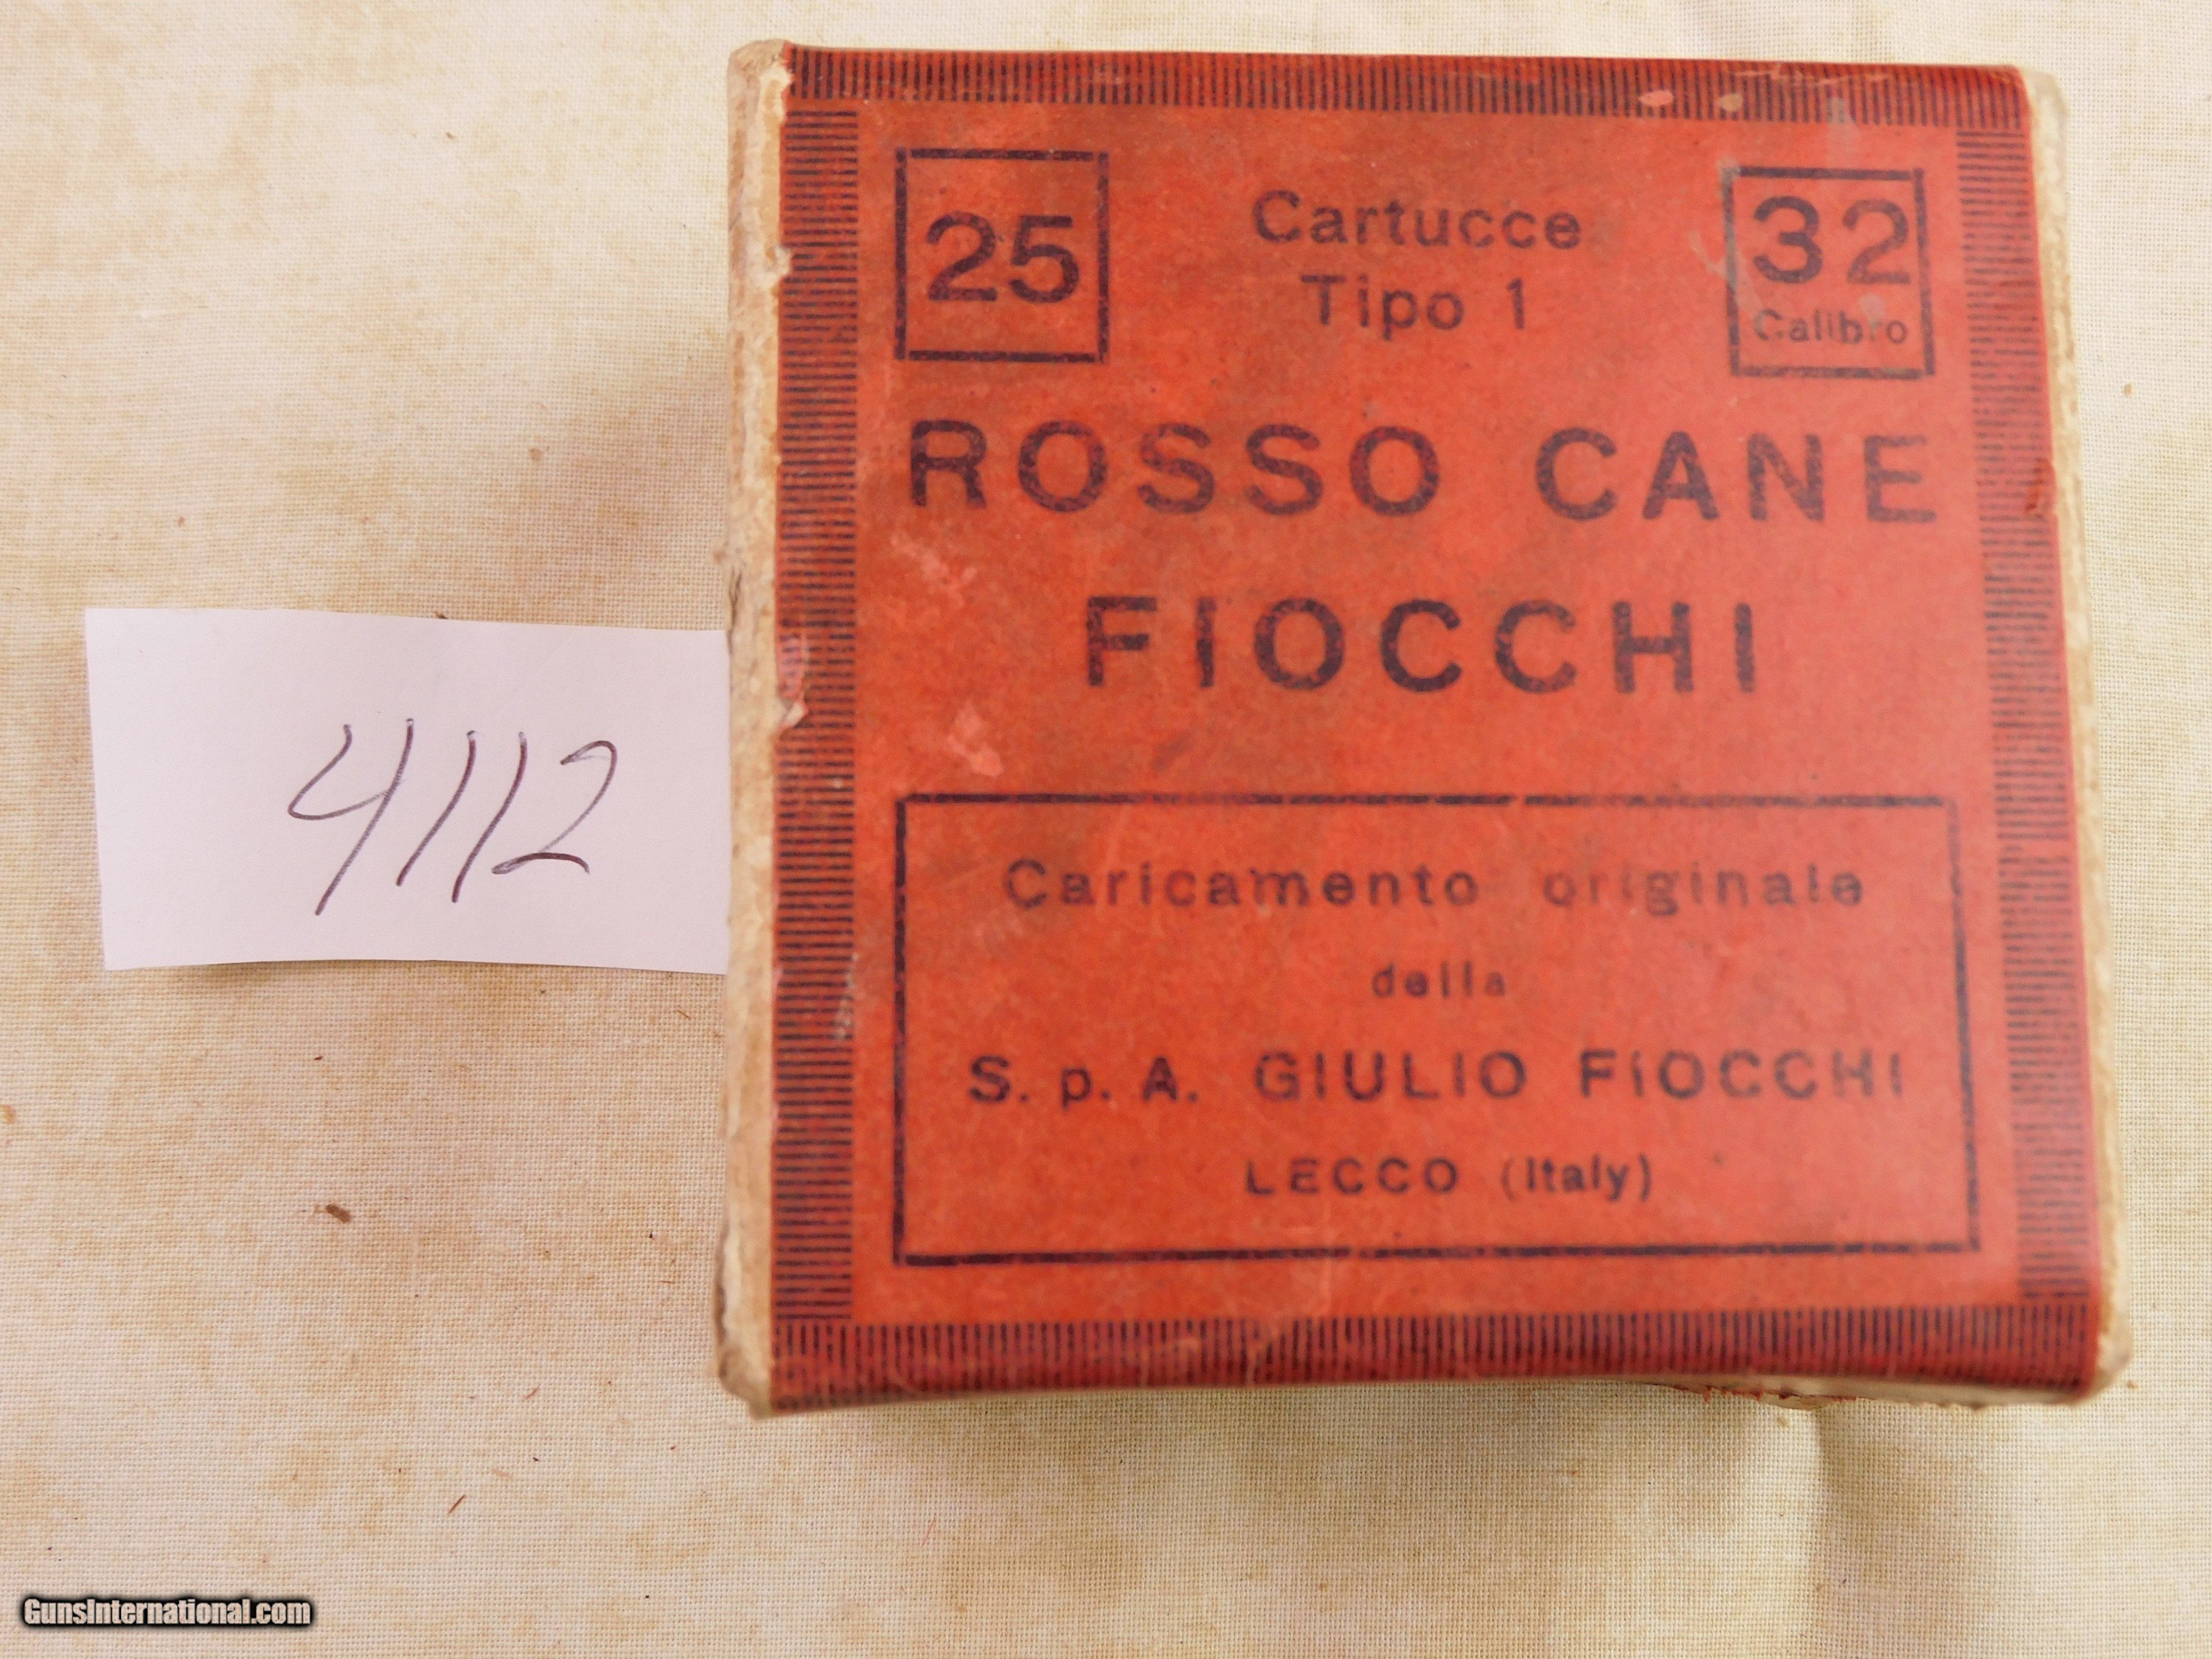 25
Cartucce
Tipo 1
32
Calibro
ROSSO CANE
FIOCCHI
4112
Caricamento originale
della
S. p. A. GIULIO FIOCCHI
LECCO (Italy)
GunsInternational.com